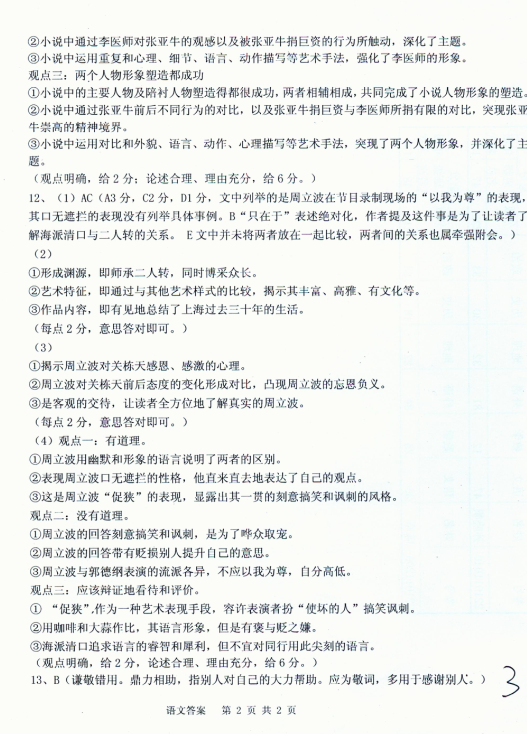 ②小说中通过李医师对张亚牛的观感以及被张亚牛捐巨资的行为所触动，深化了主题。
③小说中运用重复和心理、细节、语言、动作描写等艺术手法，强化了李医师的形象。
观点三：两个人物形象塑造都成功
①小说中的主要人物及陪衬人物塑造得都很成功，两者相辅相成，共同完成了小说人物形象的塑造。
②小说中通过张亚牛前后不同行为的对比，以及张亚牛捐巨资与李医师所捐有限的对比，突现张亚
牛崇高的精神境界。
③小说中运用对比和外貌、语言、动作、心理描写等艺术手法，突现了两个人物形象，并深化了主
题。
（观点明确，给 2 分；论述合理、理由充分，给 6 分。）
12、（1）AC（A3 分，C2 分，D1 分，文中列举的是周立波在节目录制现场的“以我为尊”的表现，
其口无遮拦的表现没有列举具体事例。B“只在于”表述绝对化，作者提及这件事是为了让读者了
解海派清口与二人转的关系。 E 文中并未将两者放在一起比较，两者间的关系也属牵强附会。）
（2）
①形成渊源，即师承二人转，同时博采众长。
②艺术特征，即通过与其他艺术样式的比较，揭示其丰富、高雅、有文化等。
③作品内容，即有见地总结了上海过去三十年的生活。
（每点 2 分，意思答对即可。）
（3）
①揭示周立波对关栋天感恩、感激的心理。
②周立波对关栋天前后态度的变化形成对比，凸现周立波的忘恩负义。
③是客观的交待，让读者全方位地了解真实的周立波。
（每点 2 分，意思答对即可。）
（4）观点一：有道理。
①周立波用幽默和形象的语言说明了两者的区别。
②表现周立波口无遮拦的性格，他直来直去地表达了自己的观点。
③这是周立波“促狭”的表现，显露出其一贯的刻意搞笑和讽刺的风格。
观点二：没有道理。
①周立波的回答刻意搞笑和讽刺，是为了哗众取宠。
②周立波的回答带有贬损别人提升自己的意思。
③周立波与郭德纲表演的流派各异，不应以我为尊，自分高低。
观点三：应该辩证地看待和评价。
① “促狭”，作为一种艺术表现手段，容许表演者扮“使坏的人”搞笑讽刺。
②用咖啡和大蒜作比，其语言形象，但是有褒与贬之嫌。
③海派清口追求语言的睿智和犀利，但不宜对同行用此尖刻的语言。
（观点明确，给 2 分，论述合理、理由充分，给 6 分。）
13、B（谦敬错用。鼎力相助，指别人对自己的大力帮助。应为敬词，多用于感谢别人。）
3
语文答案 第 2 页 共 2 页